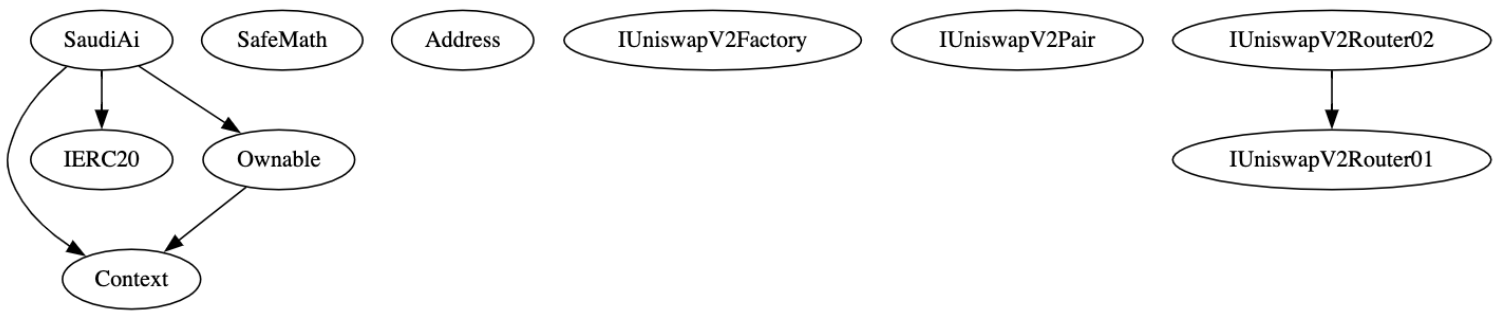 SaudiAi
SafeMath
Address
IUniswapV2Factory
IUniswapV2Pair
IUniswapV2Router02
IERC20
Ownable
IUniswapV2Router01
Context